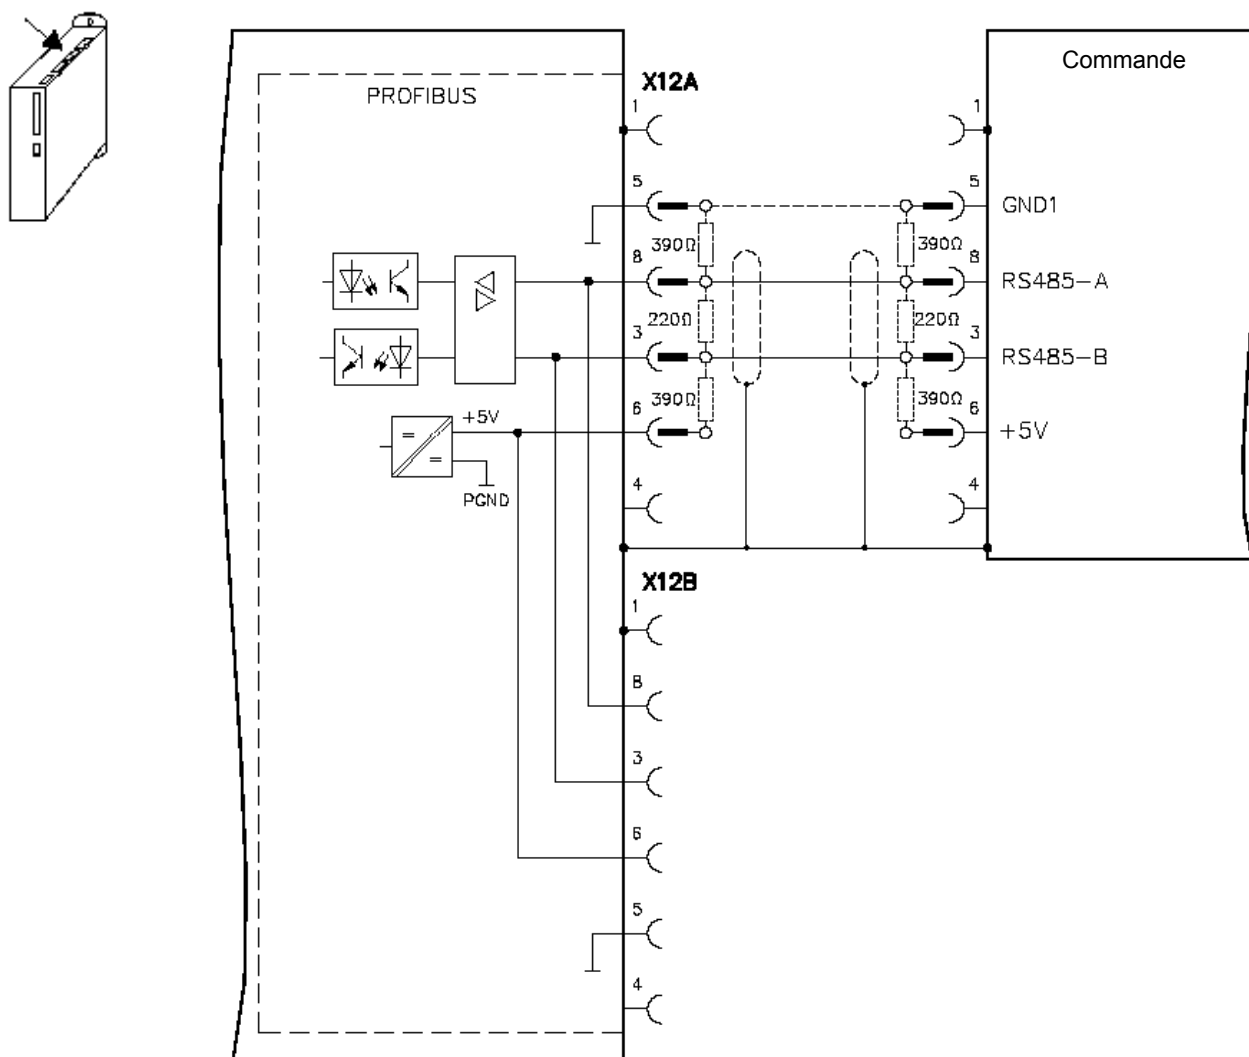 Commande
X12A
PROFIBUS
1 1
5 5
GND1
390Ω 390Ω
8 8
RS485-A
220Ω 220Ω
3 3
RS485-B
390Ω 390Ω
6 6
+5V +5V
4 4
PGND
X12B
1
8
3
6
5
4